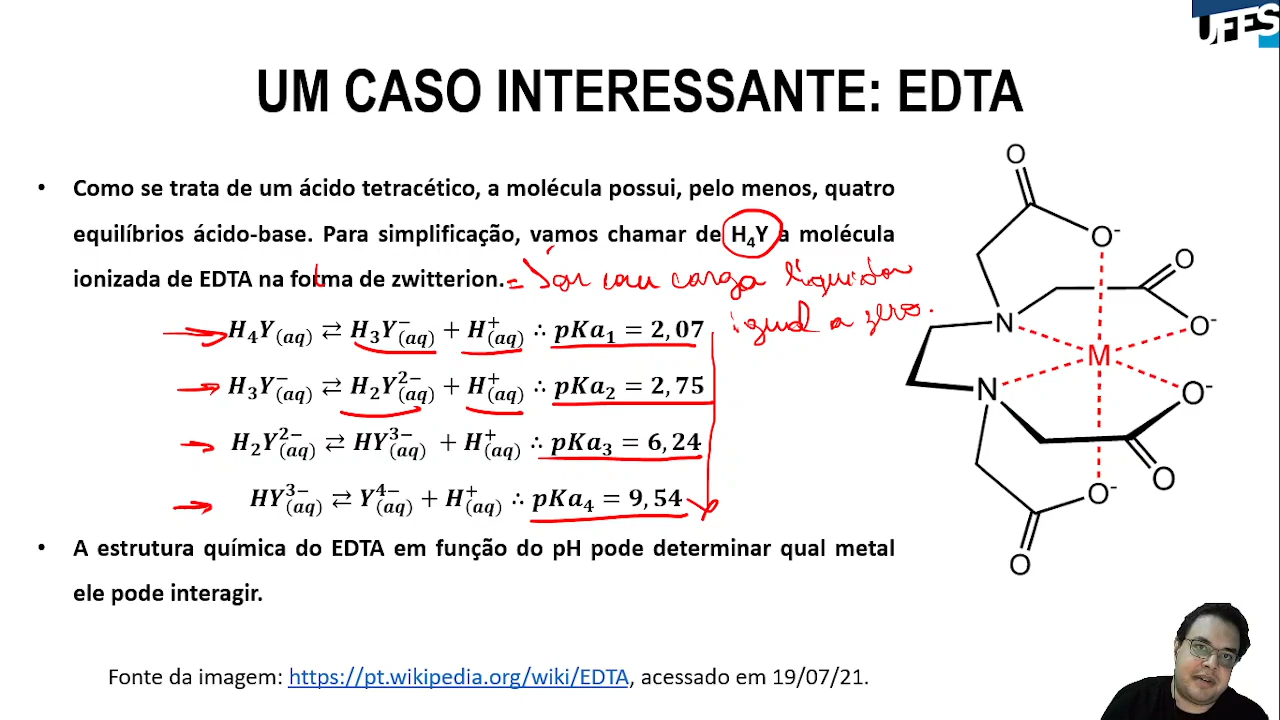 UFES
UM CASO INTERESSANTE: EDTA
• Como se trata de um ácido tetracético, a molécula possui, pelo menos, quatro
equilíbrios ácido-base. Para simplificação, vamos chamar de H₄Y a molécula
ionizada de EDTA na forma de zwitterion. = Íon com carga líquida
igual a zero.
H₄Y(aq) ⇄ H₃Y⁻(aq) + H⁺(aq) ∴ pKa₁ = 2,07
H₃Y⁻(aq) ⇄ H₂Y²⁻(aq) + H⁺(aq) ∴ pKa₂ = 2,75
H₂Y²⁻(aq) ⇄ HY³⁻(aq) + H⁺(aq) ∴ pKa₃ = 6,24
HY³⁻(aq) ⇄ Y⁴⁻(aq) + H⁺(aq) ∴ pKa₄ = 9,54
• A estrutura química do EDTA em função do pH pode determinar qual metal
ele pode interagir.
O
O⁻
O
N
O⁻
M
N
O⁻
O
O⁻
O
Fonte da imagem: https://pt.wikipedia.org/wiki/EDTA, acessado em 19/07/21.